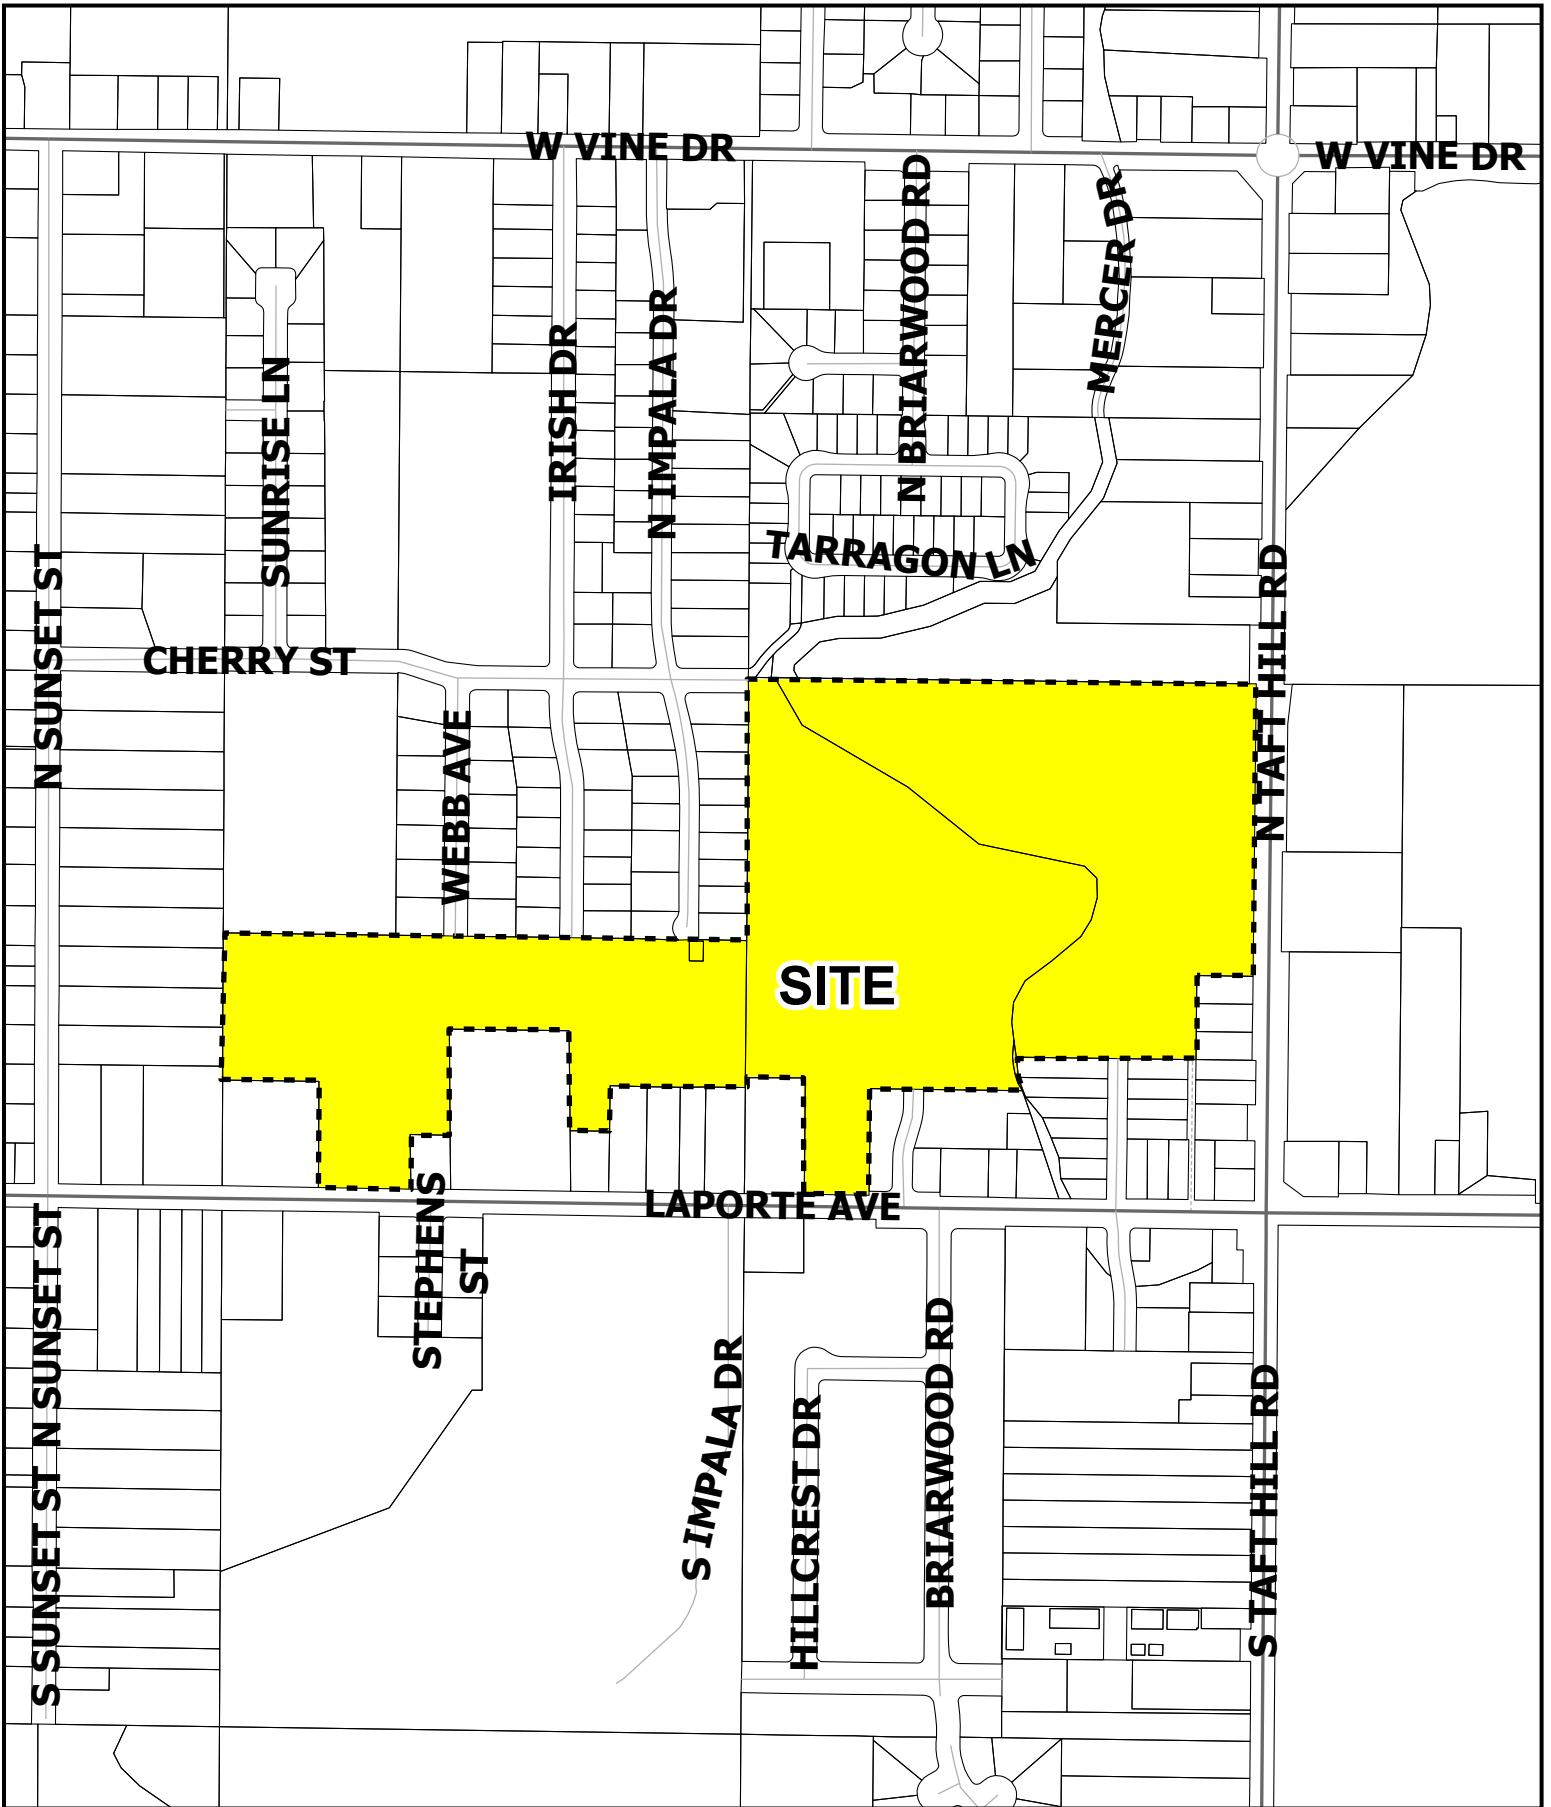 W VINE DR
W VINE DR
N BRIARWOOD RD
MERCER DR
IRISH DR
N IMPALA DR
SUNRISE LN
TARRAGON LN
N SUNSET ST
N TAFT HILL RD
CHERRY ST
WEBB AVE
SITE
LAPORTE AVE
STEPHENS
ST
N SUNSET ST
S SUNSET ST
S IMPALA DR
HILLCREST DR
BRIARWOOD RD
S TAFT HILL RD